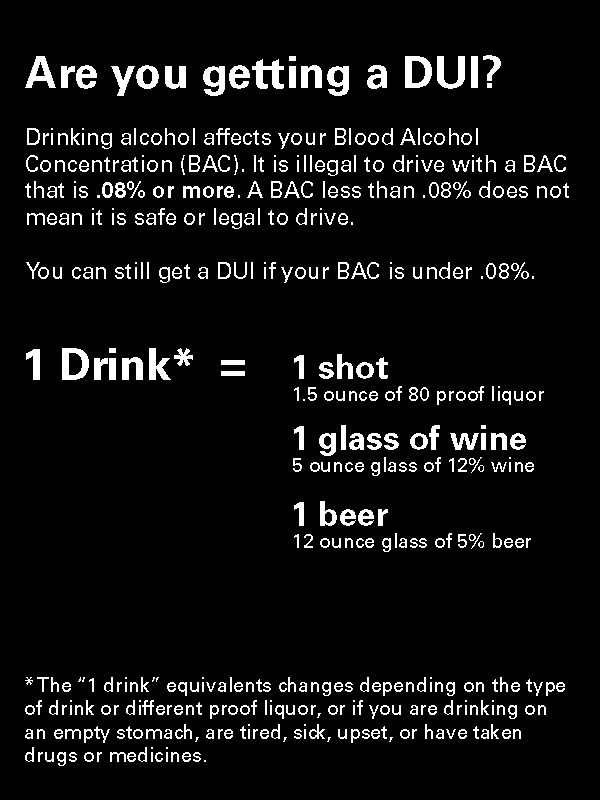 Are you getting a DUI?
Drinking alcohol affects your Blood Alcohol
Concentration (BAC). It is illegal to drive with a BAC
that is .08% or more. A BAC less than .08% does not
mean it is safe or legal to drive.
You can still get a DUI if your BAC is under .08%.
1 Drink* = 1 shot
1.5 ounce of 80 proof liquor
1 glass of wine
5 ounce glass of 12% wine
1 beer
12 ounce glass of 5% beer
*The “1 drink” equivalents changes depending on the type
of drink or different proof liquor, or if you are drinking on
an empty stomach, are tired, sick, upset, or have taken
drugs or medicines.